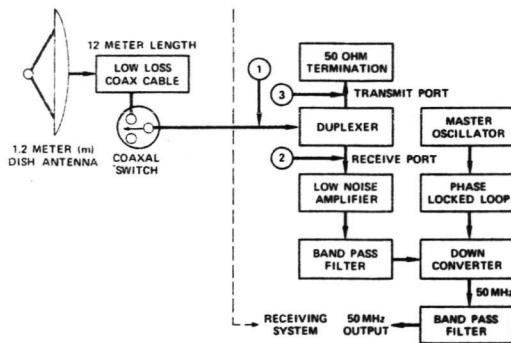 12 METER LENGTH
LOW LOSS
COAX CABLE
1.2 METER (m)
DISH ANTENNA
COAXAL
SWITCH
1
50 OHM
TERMINATION
3
TRANSMIT PORT
DUPLEXER
MASTER
OSCILLATOR
2
RECEIVE PORT
LOW NOISE
AMPLIFIER
PHASE
LOCKED LOOP
BAND PASS
FILTER
DOWN
CONVERTER
50 MHz
RECEIVING
SYSTEM
50 MHz
OUTPUT
BAND PASS
FILTER